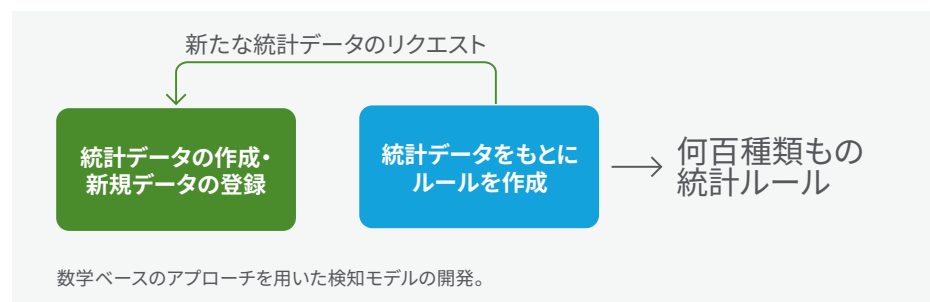 新たな統計データのリクエスト
統計データの作成・
新規データの登録
統計データをもとに
ルールを作成
何百種類もの
統計ルール
数学ベースのアプローチを用いた検知モデルの開発。